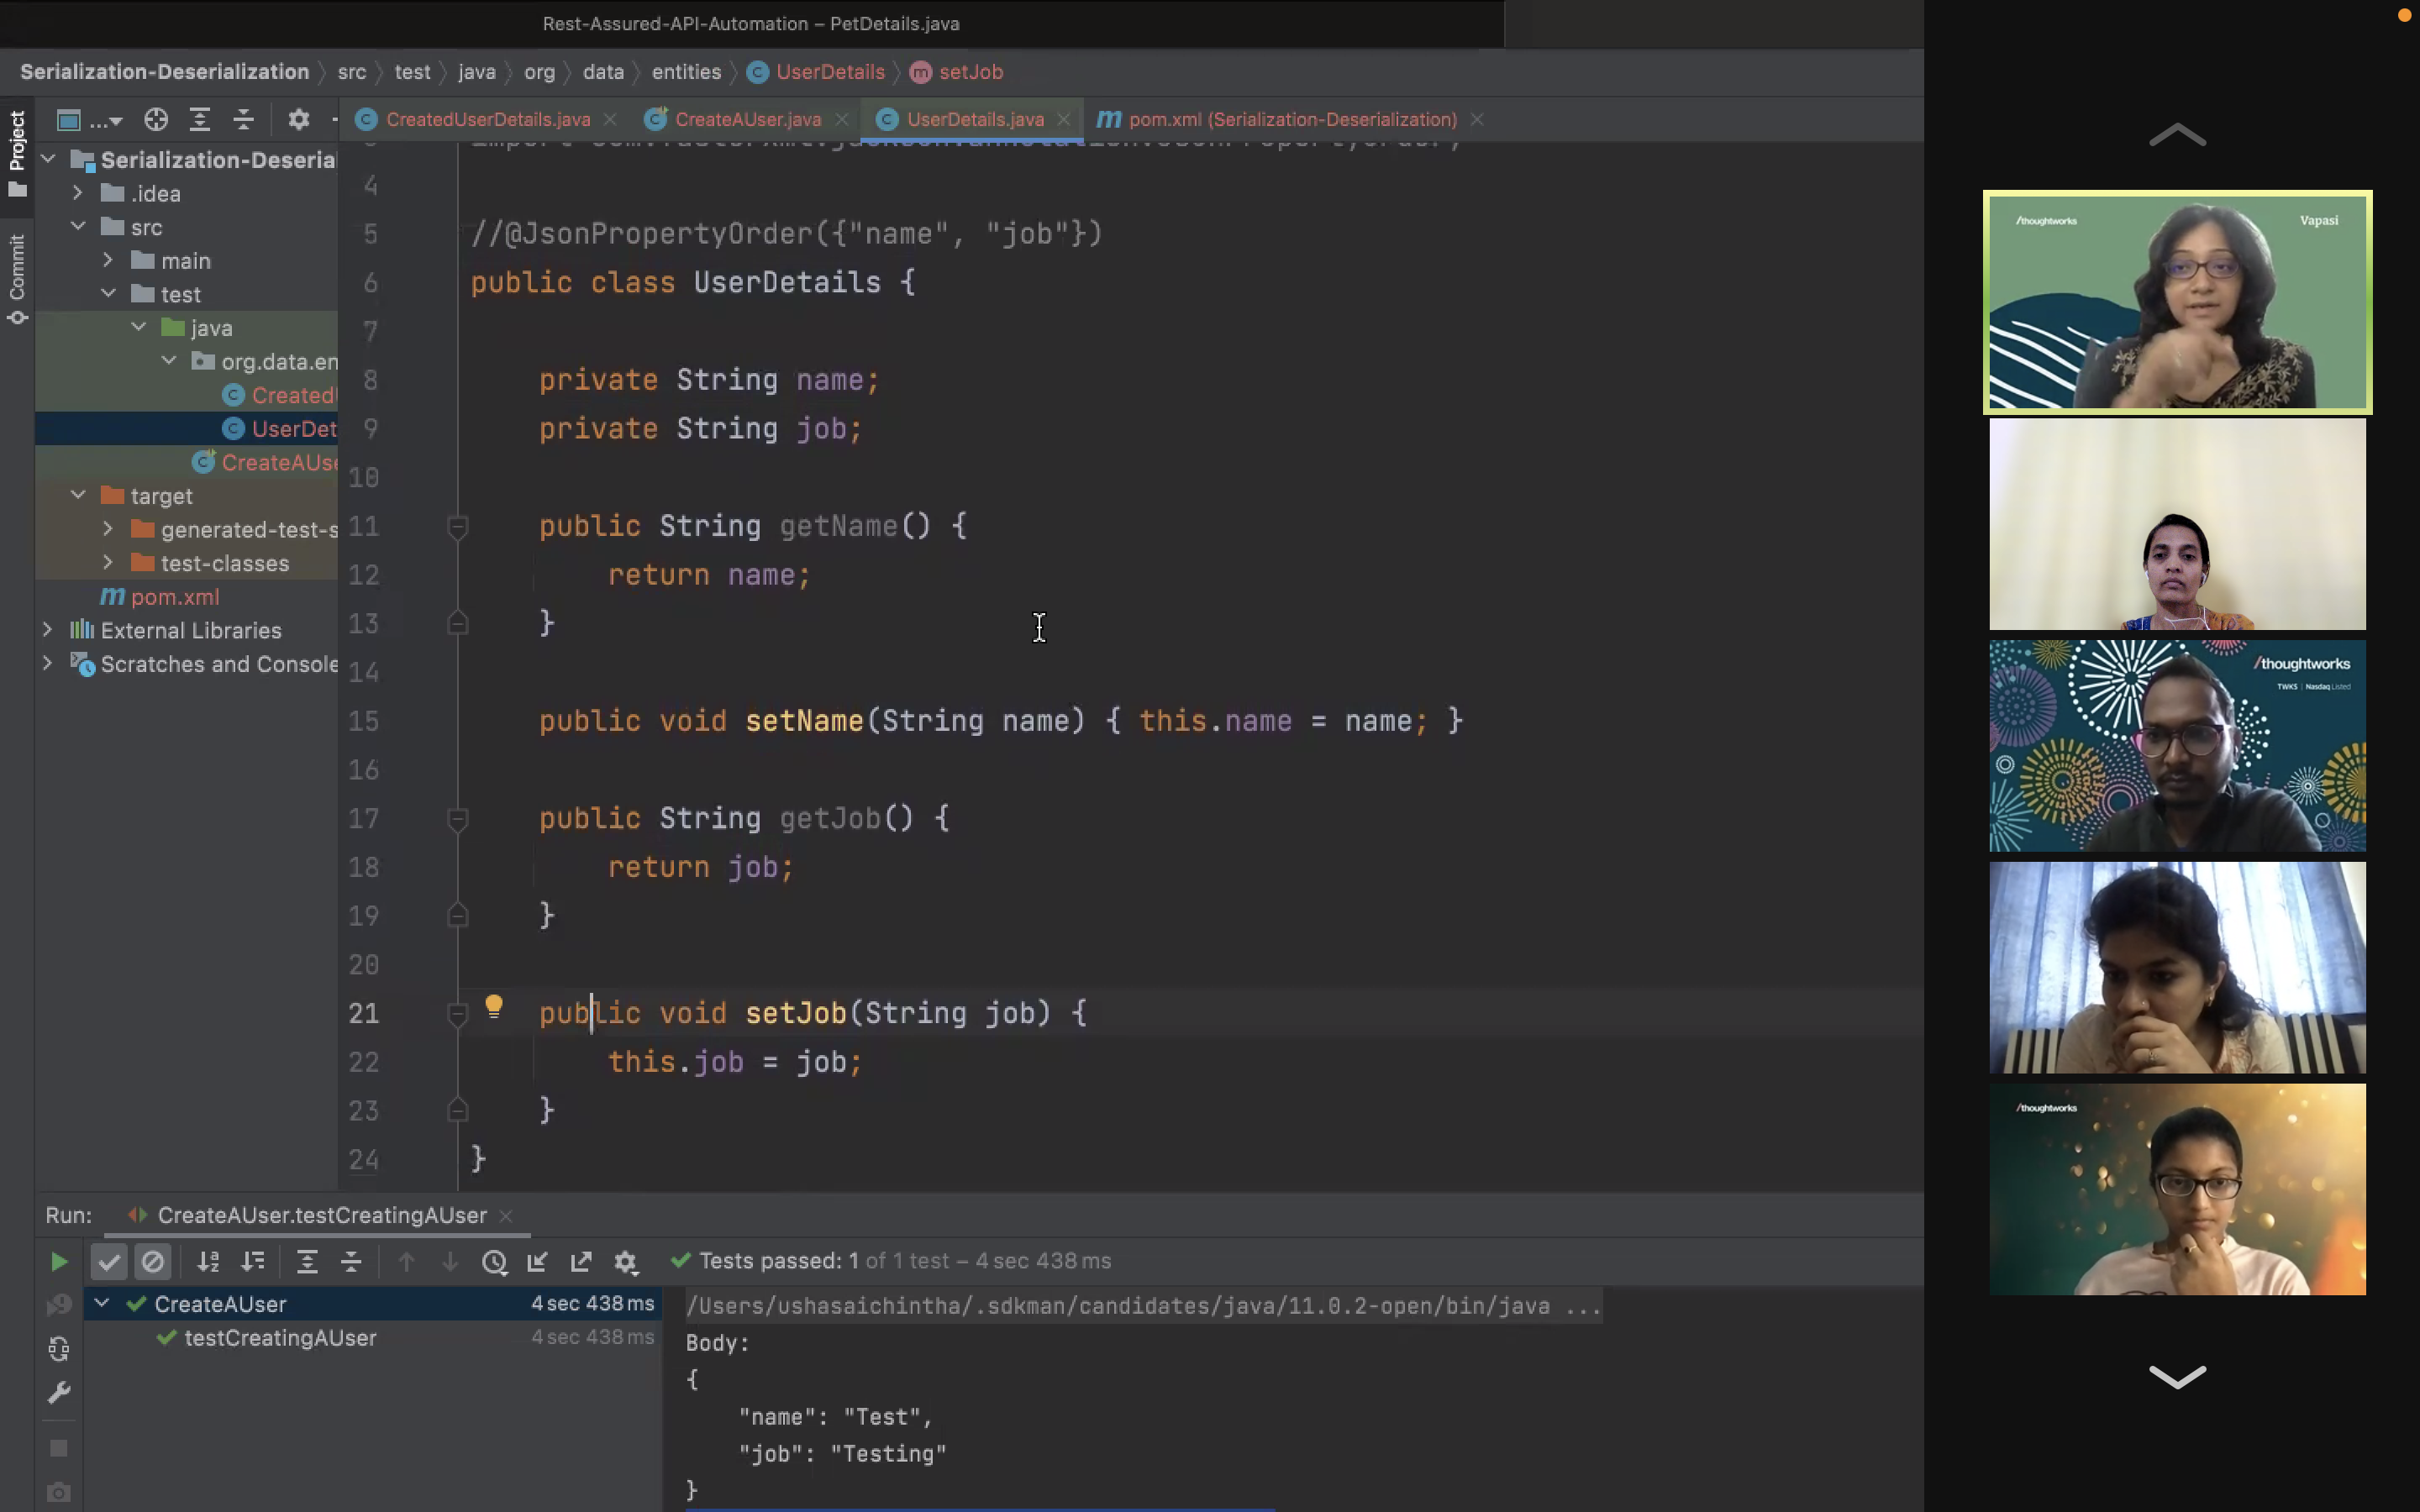 Rest-Assured-API-Automation – PetDetails.java
Serialization-Deserialization src test java org data entities UserDetails setJob
Project
Commit
...
CreatedUserDetails.java
CreateAUser.java
UserDetails.java
pom.xml (Serialization-Deserialization)
Serialization-Deseria
.idea
src
main
test
java
org.data.en
Created
UserDet
CreateAUse
target
generated-test-s
test-classes
pom.xml
External Libraries
Scratches and Console
4
5 //@JsonPropertyOrder({"name", "job"})
6 public class UserDetails {
7
8 private String name;
9 private String job;
10
11 public String getName() {
12 return name;
13 }
14
15 public void setName(String name) { this.name = name; }
16
17 public String getJob() {
18 return job;
19 }
20
21 public void setJob(String job) {
22 this.job = job;
23 }
24 }
Run: CreateAUser.testCreatingAUser
Tests passed: 1 of 1 test – 4 sec 438 ms
CreateAUser 4 sec 438 ms
testCreatingAUser 4 sec 438 ms
/Users/ushasaichintha/.sdkman/candidates/java/11.0.2-open/bin/java ...
Body:
{
"name": "Test",
"job": "Testing"
}
/thoughtworks Vapasi
/thoughtworks
TWKS | Nasdaq Listed
/thoughtworks